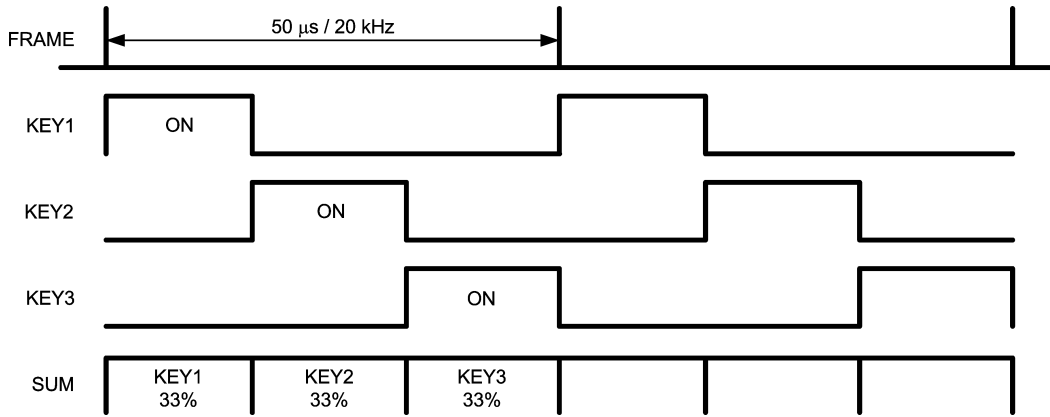 FRAME
50 μs / 20 kHz
KEY1
ON
KEY2
ON
KEY3
ON
SUM
KEY1
33%
KEY2
33%
KEY3
33%